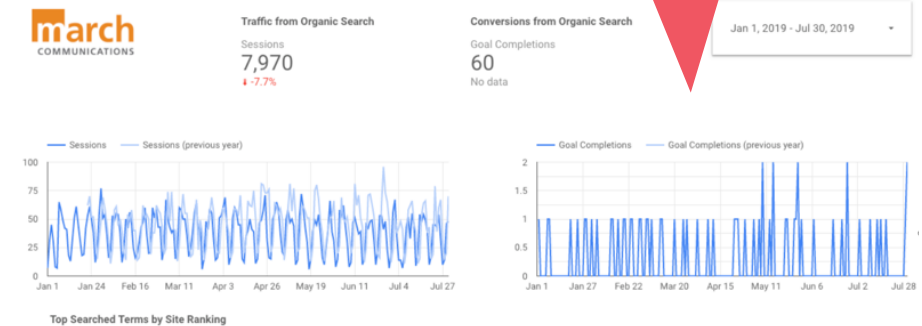 march
COMMUNICATIONS
Traffic from Organic Search
Sessions
7,970
-7.7%
Conversions from Organic Search
Goal Completions
60
No data
Jan 1, 2019 - Jul 30, 2019
Sessions Sessions (previous year)
100
75
50
25
0
Jan 1 Jan 24 Feb 16 Mar 11 Apr 3 Apr 26 May 19 Jun 11 Jul 4 Jul 27
Goal Completions Goal Completions (previous year)
2
1.5
1
0.5
0
Jan 1 Jan 27 Feb 22 Mar 20 Apr 15 May 11 Jun 6 Jul 2 Jul 28
Top Searched Terms by Site Ranking